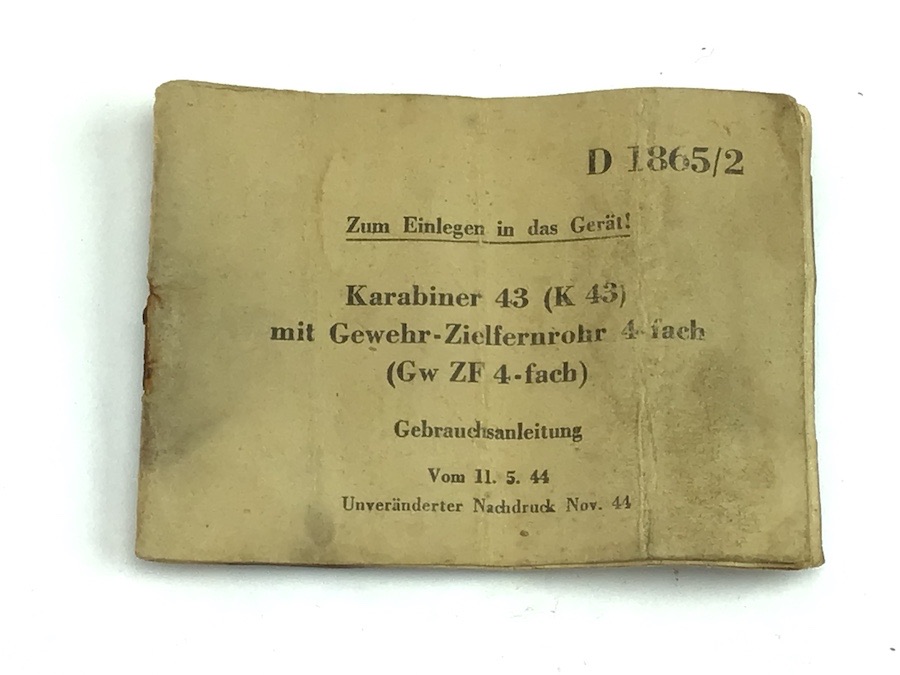 D 1865/2
Zum Einlegen in das Gerät!
Karabiner 43 (K 43)
mit Gewehr-Zielfernrohr 4-fach
(Gw ZF 4-fach)
Gebrauchsanleitung
Vom 11. 5. 44
Unveränderter Nachdruck Nov. 44